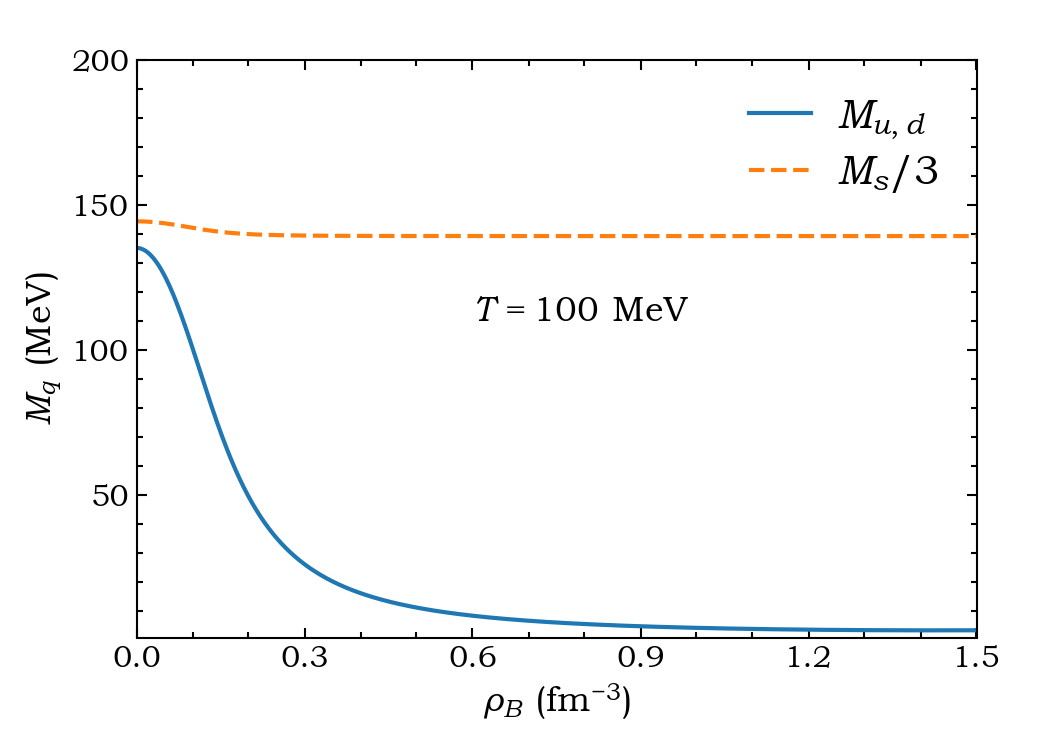 200
150
100
50
M_q (MeV)
M_{u, d}
M_s/3
T = 100 MeV
0.0 0.3 0.6 0.9 1.2 1.5
ρ_B (fm⁻³)